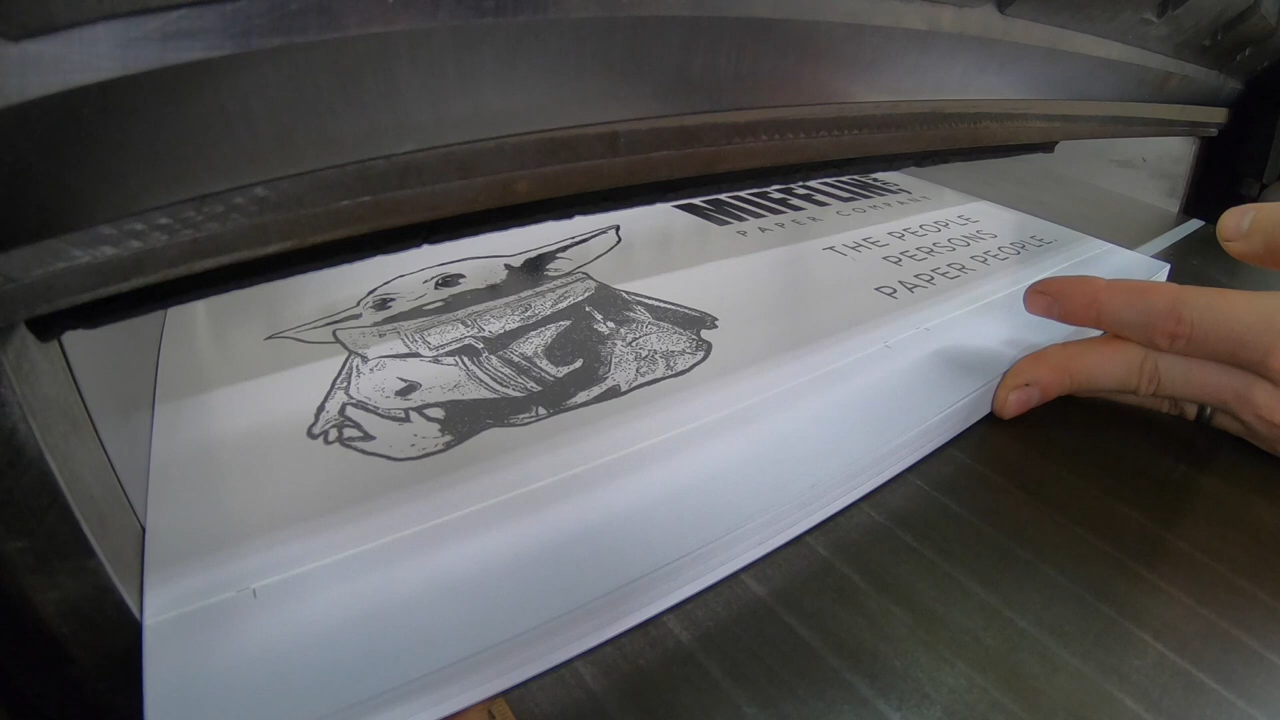 MIFFLIN
PAPER COMPANY
THE PEOPLE
PERSONS
PAPER PEOPLE.